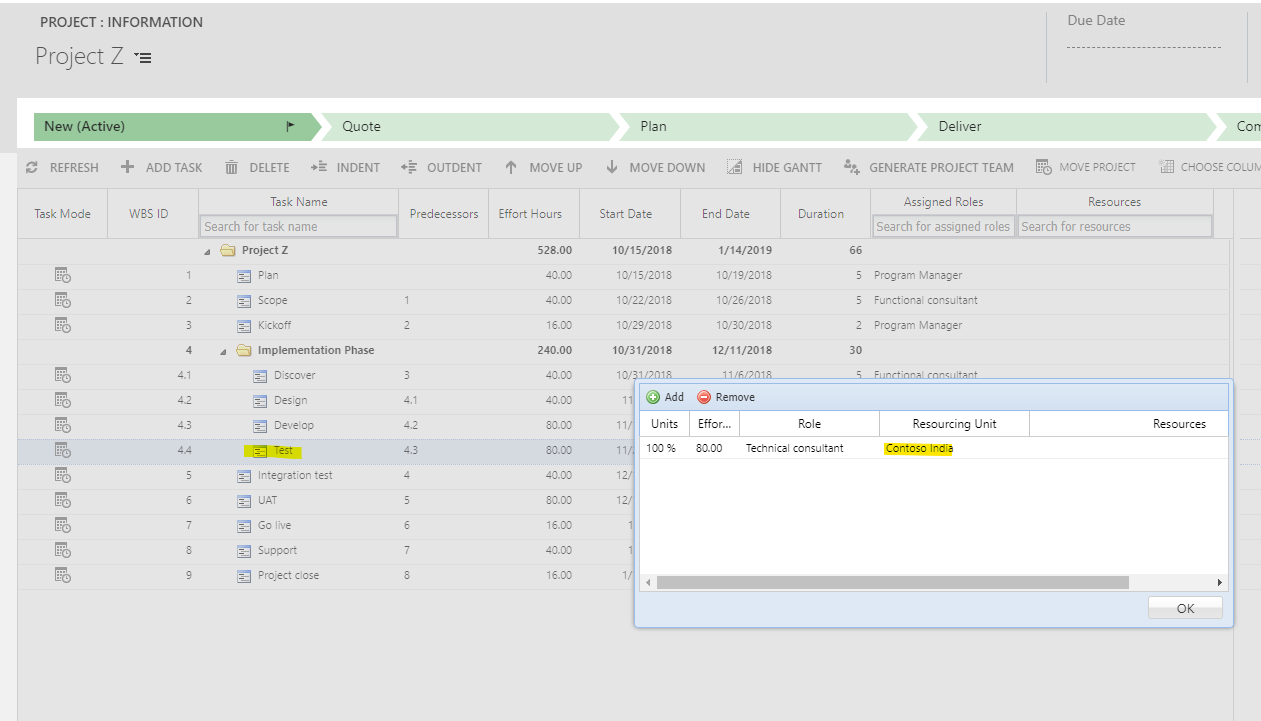 PROJECT : INFORMATION
Project Z
Due Date
New (Active) Quote Plan Deliver Com
REFRESH ADD TASK DELETE INDENT OUTDENT MOVE UP MOVE DOWN HIDE GANTT GENERATE PROJECT TEAM MOVE PROJECT CHOOSE COLUM
Task Mode WBS ID Task Name Predecessors Effort Hours Start Date End Date Duration Assigned Roles Resources
Search for task name Search for assigned roles Search for resources
Project Z 528.00 10/15/2018 1/14/2019 66
1 Plan 40.00 10/15/2018 10/19/2018 5 Program Manager
2 Scope 1 40.00 10/22/2018 10/26/2018 5 Functional consultant
3 Kickoff 2 16.00 10/29/2018 10/30/2018 2 Program Manager
4 Implementation Phase 240.00 10/31/2018 12/11/2018 30
4.1 Discover 3 40.00 10/31/2018 11/6/2018 5 Functional consultant
4.2 Design 4.1 40.00 11
4.3 Develop 4.2 80.00 11/
4.4 Test 4.3 80.00 11/
5 Integration test 4 40.00 12/
6 UAT 5 80.00 12/
7 Go live 6 16.00 1
8 Support 7 40.00 1
9 Project close 8 16.00 1/
Add Remove
Units Effor... Role Resourcing Unit Resources
100 % 80.00 Technical consultant Contoso India
OK